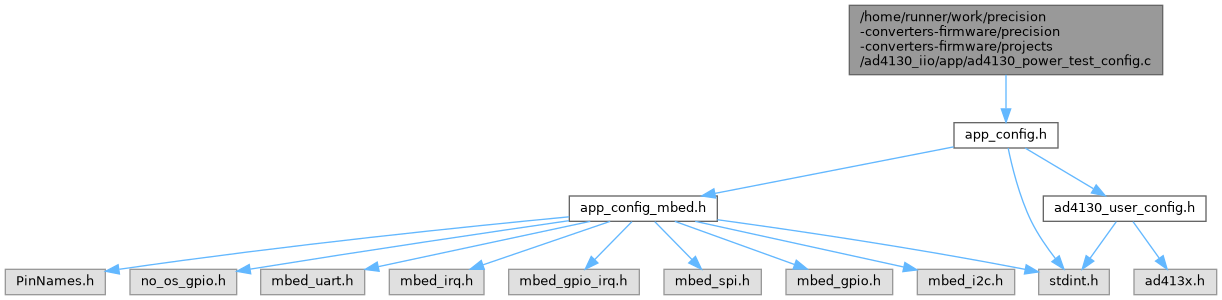 /home/runner/work/precision
-converters-firmware/precision
-converters-firmware/projects
/ad4130_iio/app/ad4130_power_test_config.c
app_config.h
app_config_mbed.h
ad4130_user_config.h
PinNames.h
no_os_gpio.h
mbed_uart.h
mbed_irq.h
mbed_gpio_irq.h
mbed_spi.h
mbed_gpio.h
mbed_i2c.h
stdint.h
ad413x.h